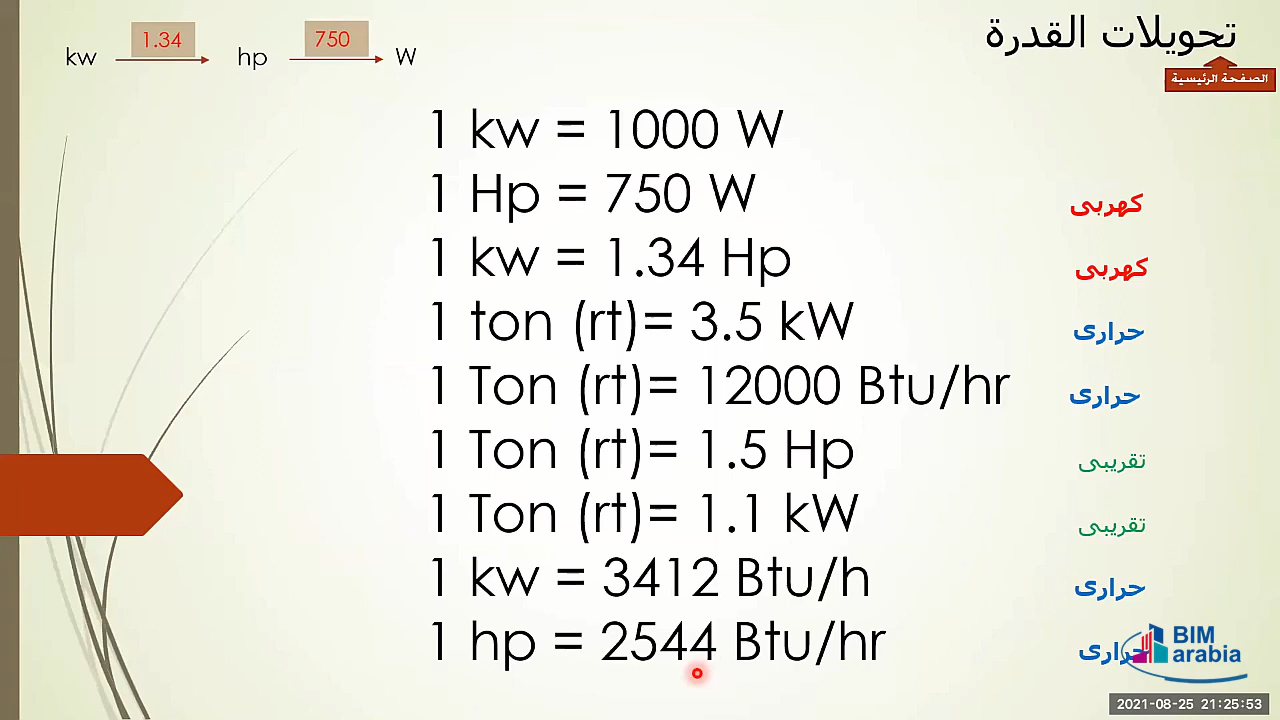 تحويلات القدرة
الصفحة الرئيسية
kw 1.34 hp 750 W
1 kw = 1000 W
1 Hp = 750 W كهربى
1 kw = 1.34 Hp كهربى
1 ton (rt)= 3.5 kW حرارى
1 Ton (rt)= 12000 Btu/hr حرارى
1 Ton (rt)= 1.5 Hp تقريبى
1 Ton (rt)= 1.1 kW تقريبى
1 kw = 3412 Btu/h حرارى
1 hp = 2544 Btu/hr حرارى
BIM
arabia
2021-08-25 21:25:53